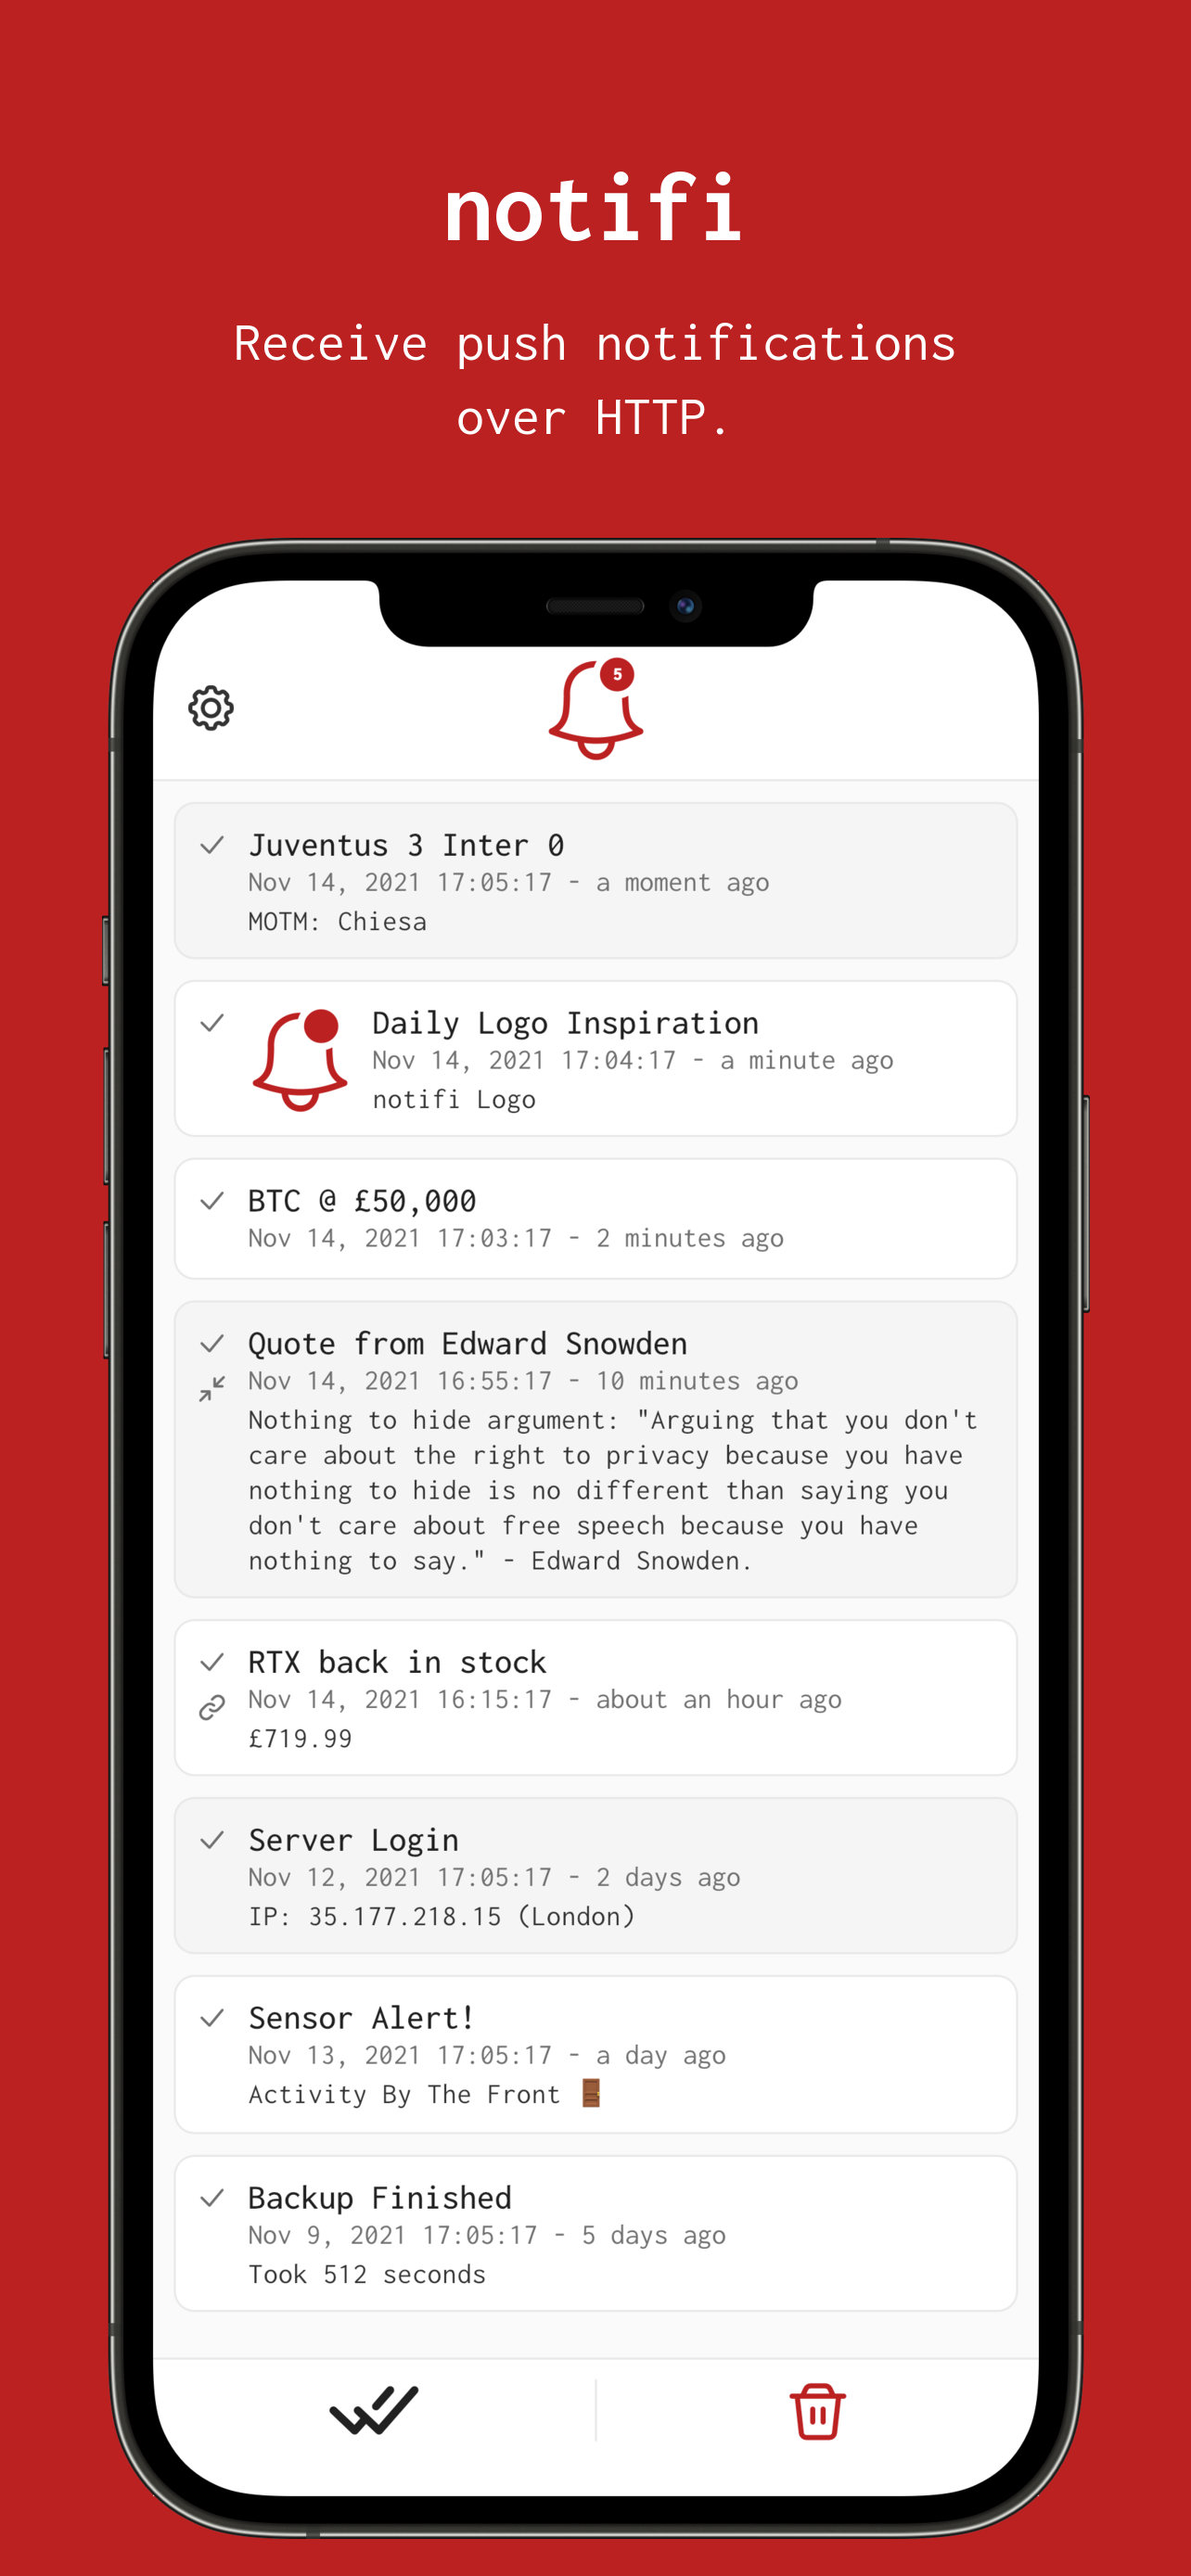 notifi
Receive push notifications
over HTTP.
5
Juventus 3 Inter 0
Nov 14, 2021 17:05:17 - a moment ago
MOTM: Chiesa
Daily Logo Inspiration
Nov 14, 2021 17:04:17 - a minute ago
notifi Logo
BTC @ £50,000
Nov 14, 2021 17:03:17 - 2 minutes ago
Quote from Edward Snowden
Nov 14, 2021 16:55:17 - 10 minutes ago
Nothing to hide argument: "Arguing that you don't
care about the right to privacy because you have
nothing to hide is no different than saying you
don't care about free speech because you have
nothing to say." - Edward Snowden.
RTX back in stock
Nov 14, 2021 16:15:17 - about an hour ago
£719.99
Server Login
Nov 12, 2021 17:05:17 - 2 days ago
IP: 35.177.218.15 (London)
Sensor Alert!
Nov 13, 2021 17:05:17 - a day ago
Activity By The Front 🚪
Backup Finished
Nov 9, 2021 17:05:17 - 5 days ago
Took 512 seconds